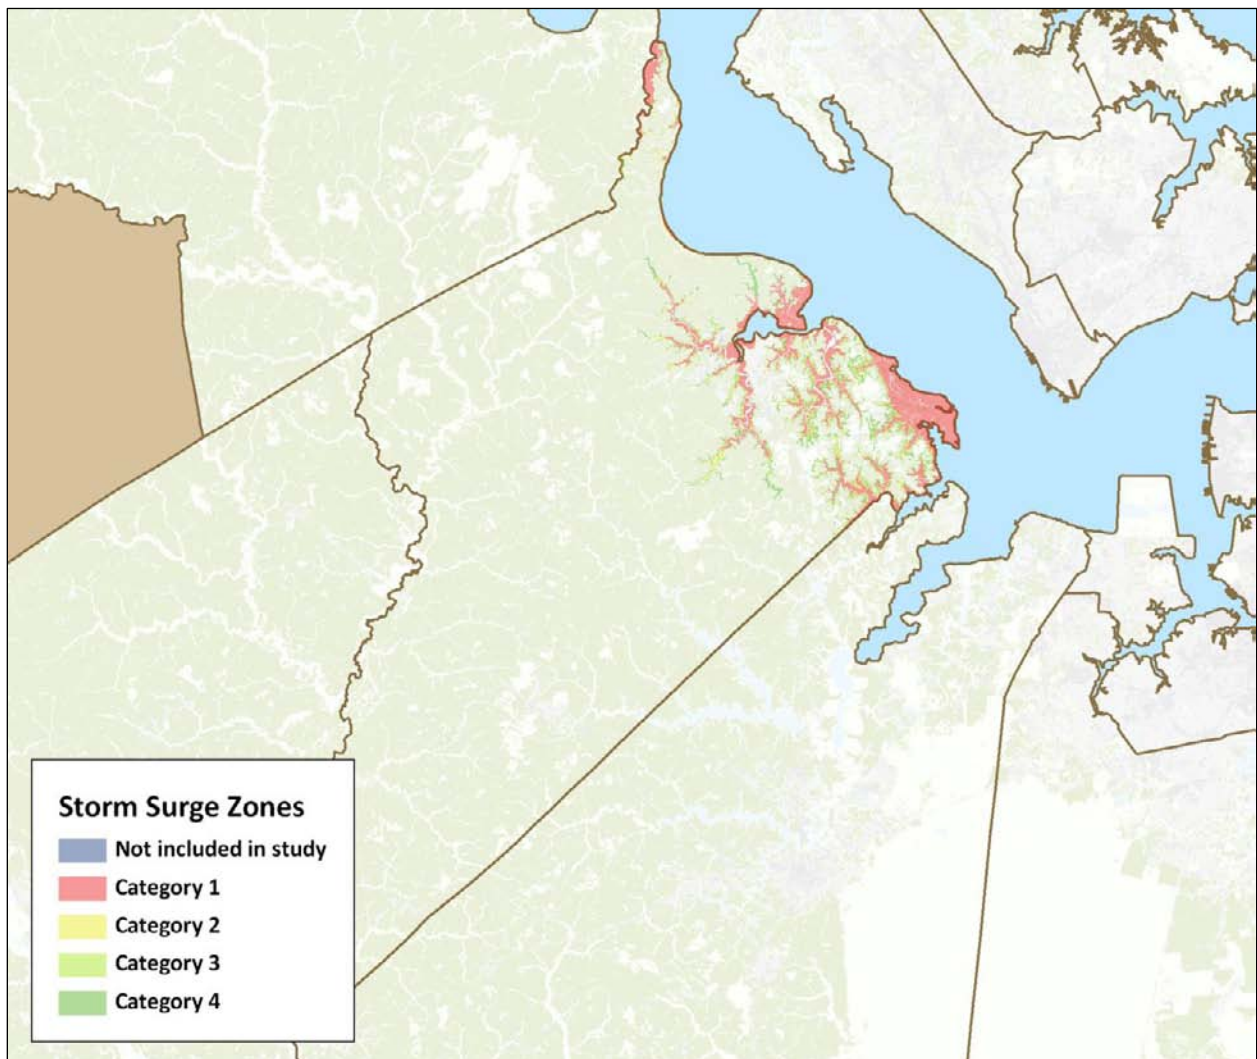 Storm Surge Zones
Not included in study
Category 1
Category 2
Category 3
Category 4